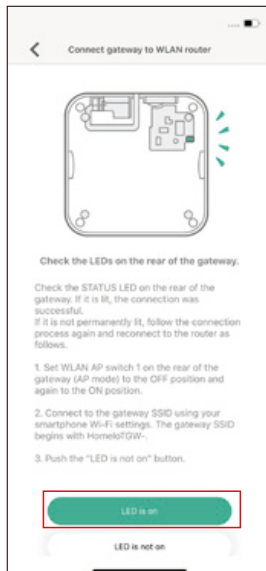 Connect gateway to WLAN router
Check the LEDs on the rear of the gateway.
Check the STATUS LED on the rear of the
gateway. If it is lit, the connection was
successful.
If it is not permanently lit, follow the connection
process again and reconnect to the router as
follows.
1. Set WLAN AP switch 1 on the rear of the
gateway (AP mode) to the OFF position and
again to the ON position.
2. Connect to the gateway SSID using your
smartphone Wi-Fi settings. The gateway SSID
begins with HomeIoTGW-.
3. Push the "LED is not on" button.
LED is on
LED is not on